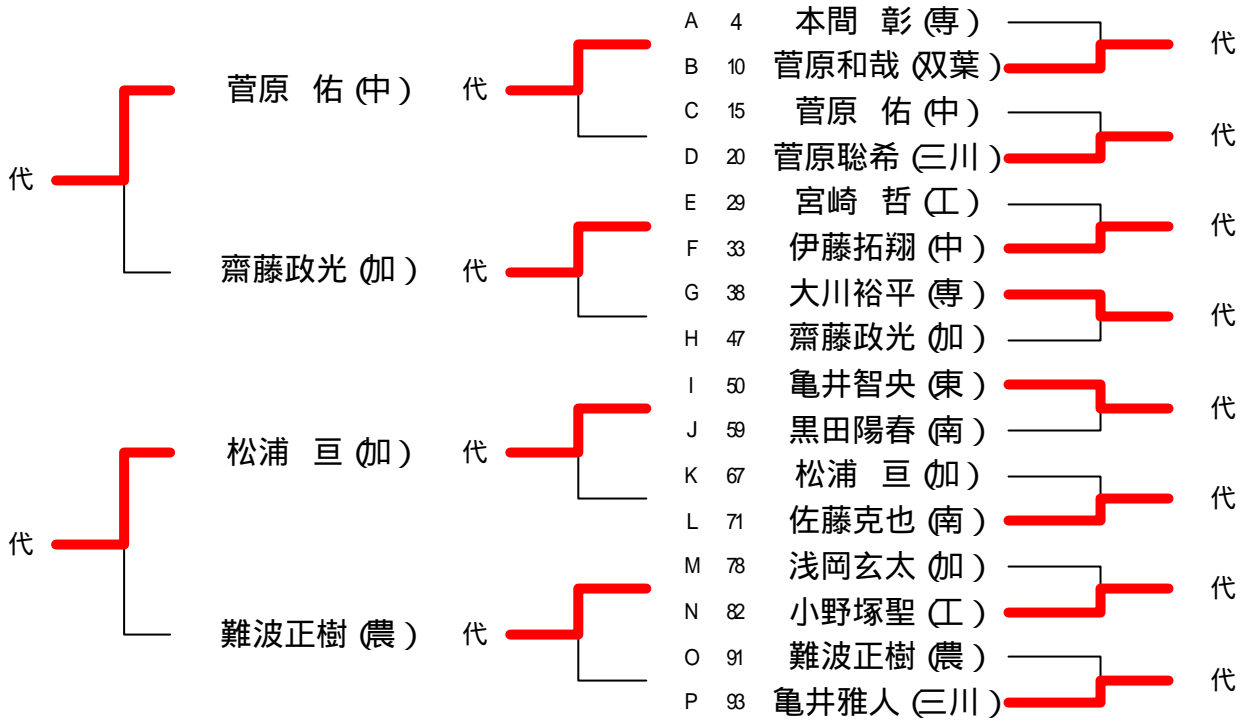 A 4 本間 彰 (専) 代
B 10 菅原和哉 (双葉)
菅原 佑 (中) 代
C 15 菅原 佑 (中) 代
D 20 菅原聡希 (三川)
代
E 29 宮崎 哲 (工) 代
F 33 伊藤拓翔 (中)
齋藤政光 (加) 代
G 38 大川裕平 (専) 代
H 47 齋藤政光 (加)
I 50 亀井智央 (東) 代
J 59 黒田陽春 (南)
松浦 亘 (加) 代
K 67 松浦 亘 (加) 代
L 71 佐藤克也 (南)
代
M 78 浅岡玄太 (加) 代
N 82 小野塚聖 (工)
難波正樹 (農) 代
O 91 難波正樹 (農) 代
P 93 亀井雅人 (三川)